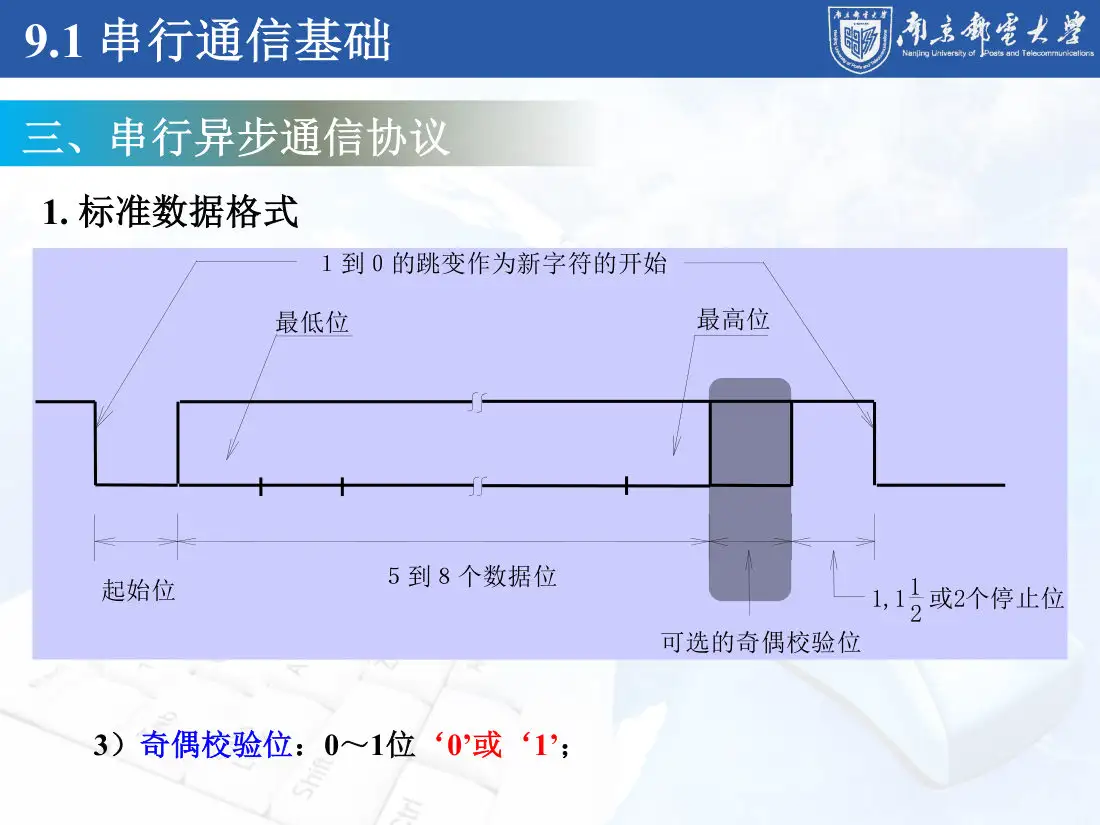 9.1 串行通信基础
南京邮电大学
Nanjing University of Posts and Telecommunications
三、串行异步通信协议
1. 标准数据格式
1 到 0 的跳变作为新字符的开始
最低位
最高位
起始位
5 到 8 个数据位
1,1 1/2 或2个停止位
可选的奇偶校验位
3）奇偶校验位：0～1位‘0’或‘1’；
Shift
Ctrl